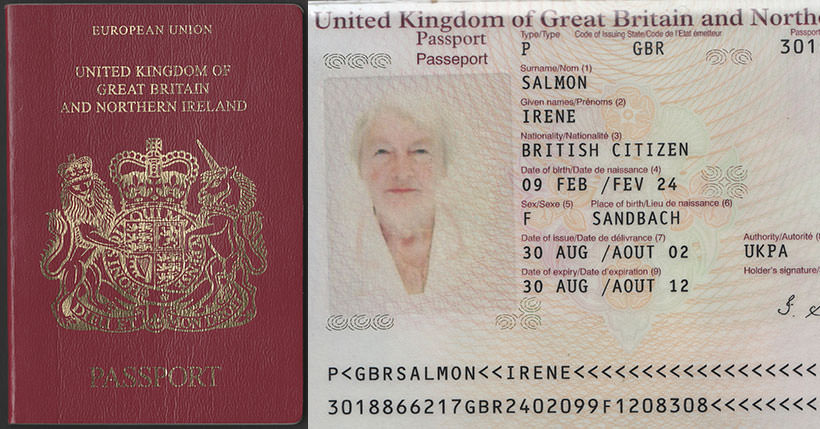 EUROPEAN UNION
UNITED KINGDOM OF
GREAT BRITAIN
AND NORTHERN IRELAND
PASSPORT
United Kingdom of Great Britain and Northe
Passport
Passeport
Type/Type Code of Issuing State/Code de l'Etat émetteur Passport
P GBR 301
Surname/Nom (1)
SALMON
Given names/Prénoms (2)
IRENE
Nationality/Nationalité (3)
BRITISH CITIZEN
Date of birth/Date de naissance (4)
09 FEB /FEV 24
Sex/Sexe (5) Place of birth/Lieu de naissance (6)
F SANDBACH
Date of issue/Date de délivrance (7) Authority/Autorité (
30 AUG /AOUT 02 UKPA
Date of expiry/Date d'expiration (9) Holder's signature/
30 AUG /AOUT 12
P<GBRSALMON<<IRENE<<<<<<<<<<<<<<<<<<<
3018866217GBR2402099F1208308<<<<<<<